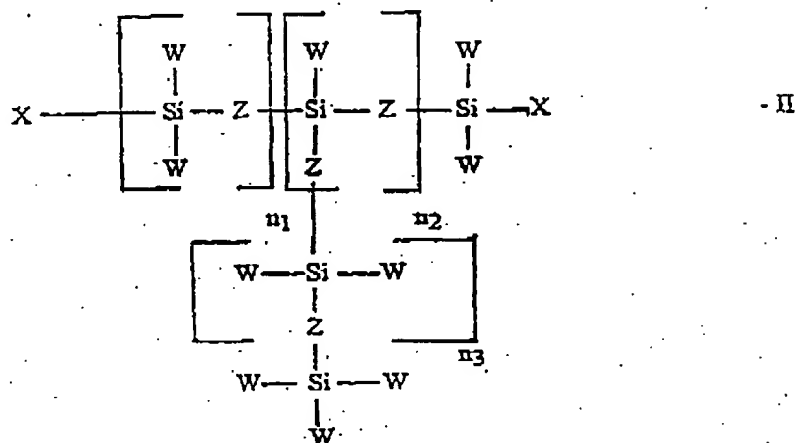 W W W
X Si Z Si Z Si X - II
W Z W
n1 n2
W Si W
Z
n3
W Si W
W